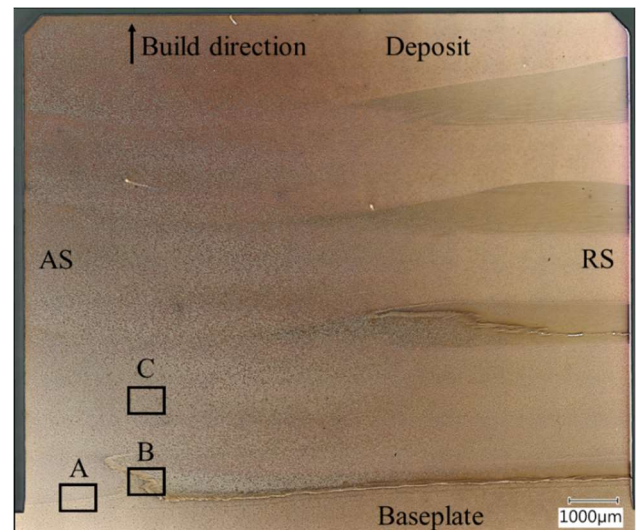 Build direction
Deposit
AS
RS
C
B
A
Baseplate
1000μm